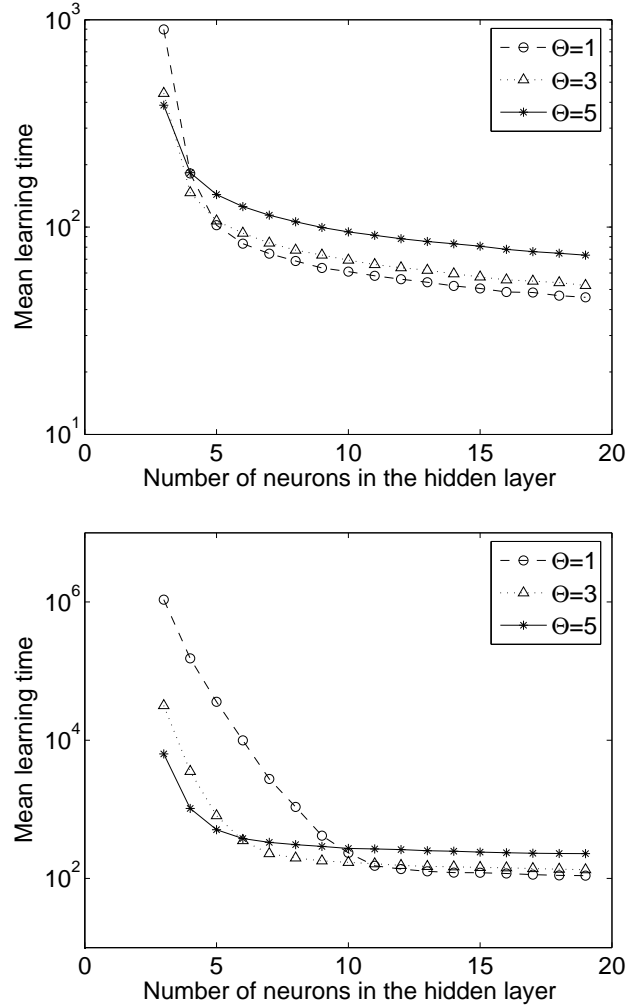 10^3
Θ=1
Θ=3
Θ=5
10^2
Mean learning time
10^1
0 5 10 15 20
Number of neurons in the hidden layer
Θ=1
Θ=3
Θ=5
10^6
10^4
Mean learning time
10^2
0 5 10 15 20
Number of neurons in the hidden layer